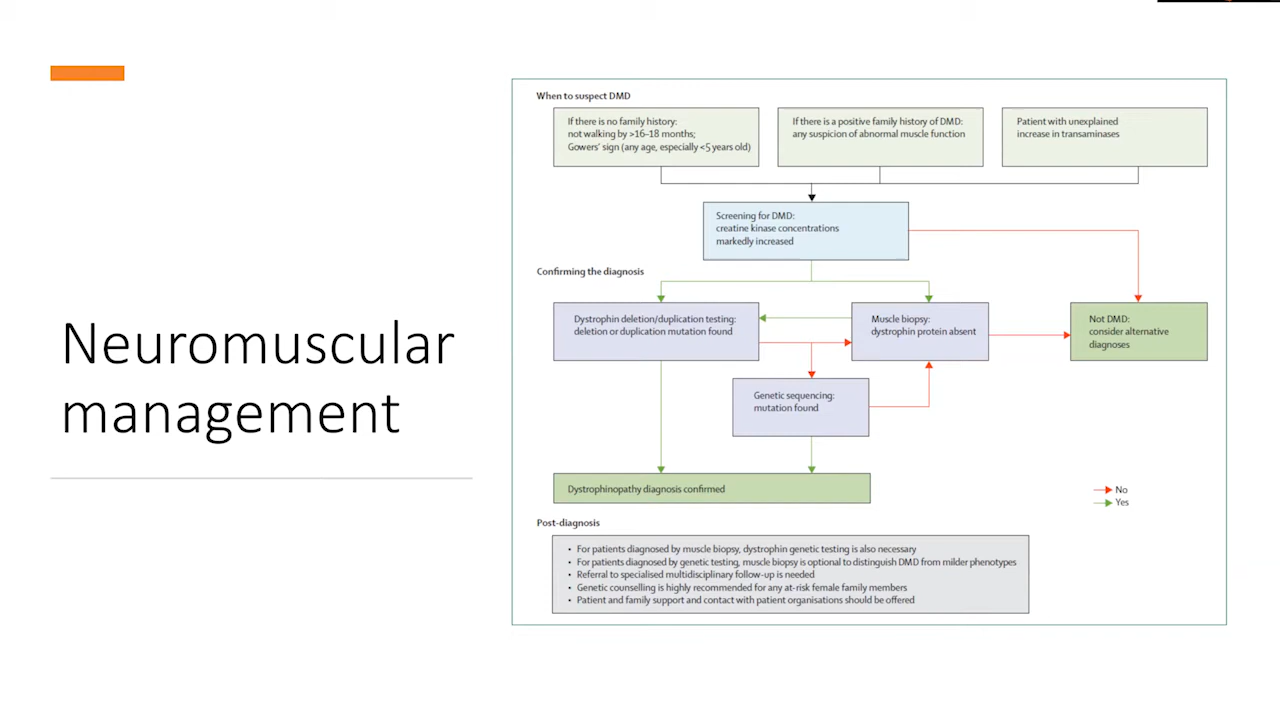 Neuromuscular
management
When to suspect DMD
If there is no family history:
not walking by >16–18 months;
Gowers' sign (any age, especially <5 years old)
If there is a positive family history of DMD:
any suspicion of abnormal muscle function
Patient with unexplained
increase in transaminases
Screening for DMD:
creatine kinase concentrations
markedly increased
Confirming the diagnosis
Dystrophin deletion/duplication testing:
deletion or duplication mutation found
Muscle biopsy:
dystrophin protein absent
Not DMD:
consider alternative
diagnoses
Genetic sequencing:
mutation found
Dystrophinopathy diagnosis confirmed
No
Yes
Post-diagnosis
• For patients diagnosed by muscle biopsy, dystrophin genetic testing is also necessary
• For patients diagnosed by genetic testing, muscle biopsy is optional to distinguish DMD from milder phenotypes
• Referral to specialised multidisciplinary follow-up is needed
• Genetic counselling is highly recommended for any at-risk female family members
• Patient and family support and contact with patient organisations should be offered